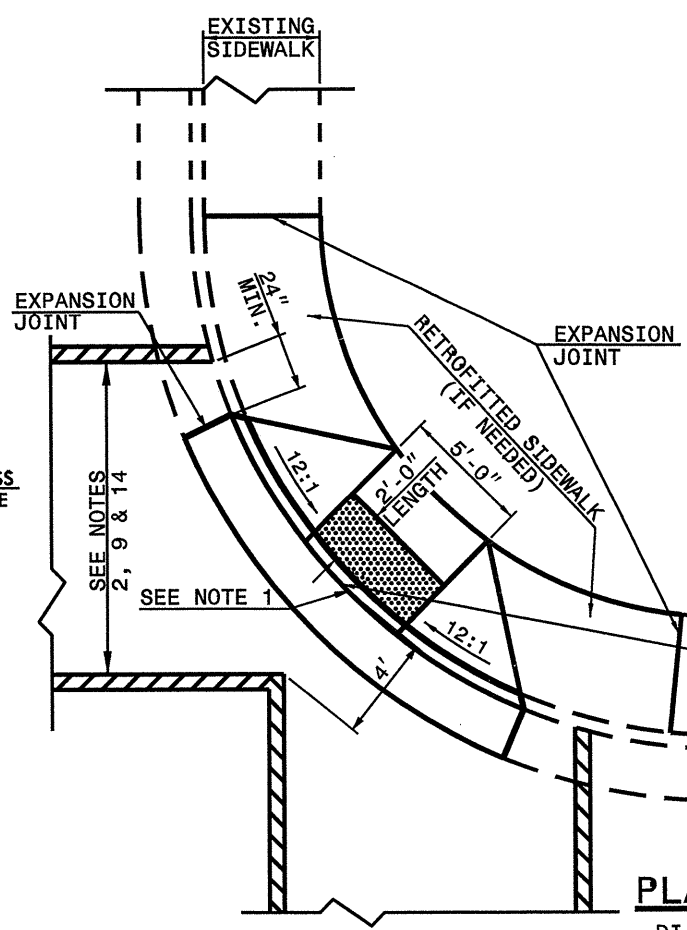 EXISTING
SIDEWALK
24"
MIN.
EXPANSION
JOINT
EXPANSION
JOINT
RETROFITTED SIDEWALK
(IF NEEDED)
5'-0"
2'-0"
LENGTH
12:1
SEE NOTES
2, 9 & 14
SEE NOTE 1
12:1
4'